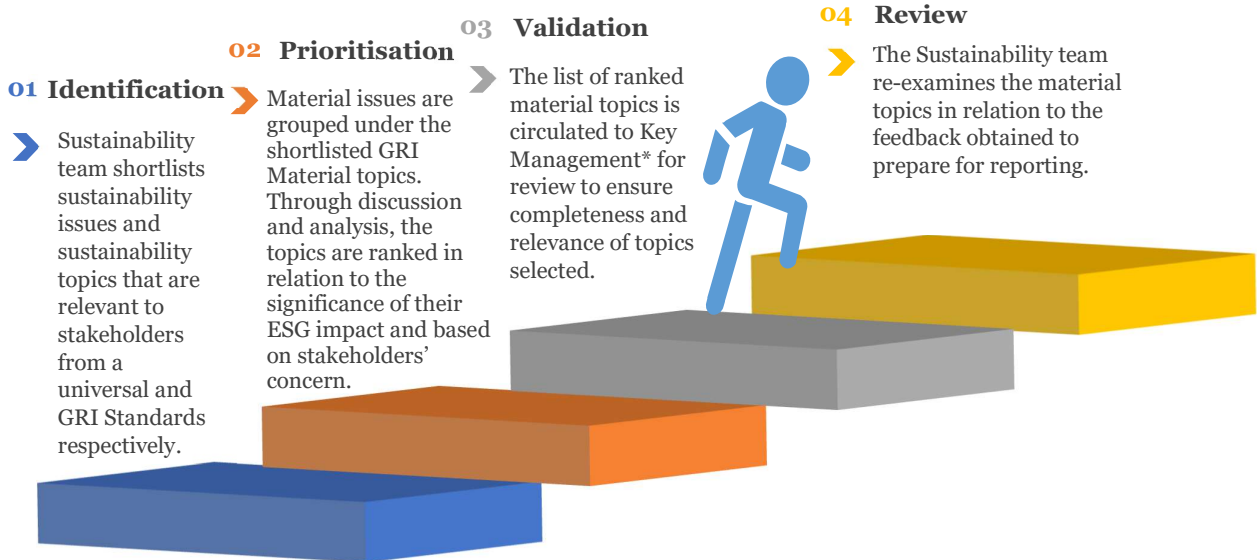 01 Identification
Sustainability
team shortlists
sustainability
issues and
sustainability
topics that are
relevant to
stakeholders
from a
universal and
GRI Standards
respectively.
02 Prioritisation
Material issues are
grouped under the
shortlisted GRI
Material topics.
Through discussion
and analysis, the
topics are ranked in
relation to the
significance of their
ESG impact and based
on stakeholders’
concern.
03 Validation
The list of ranked
material topics is
circulated to Key
Management* for
review to ensure
completeness and
relevance of topics
selected.
04 Review
The Sustainability team
re-examines the material
topics in relation to the
feedback obtained to
prepare for reporting.